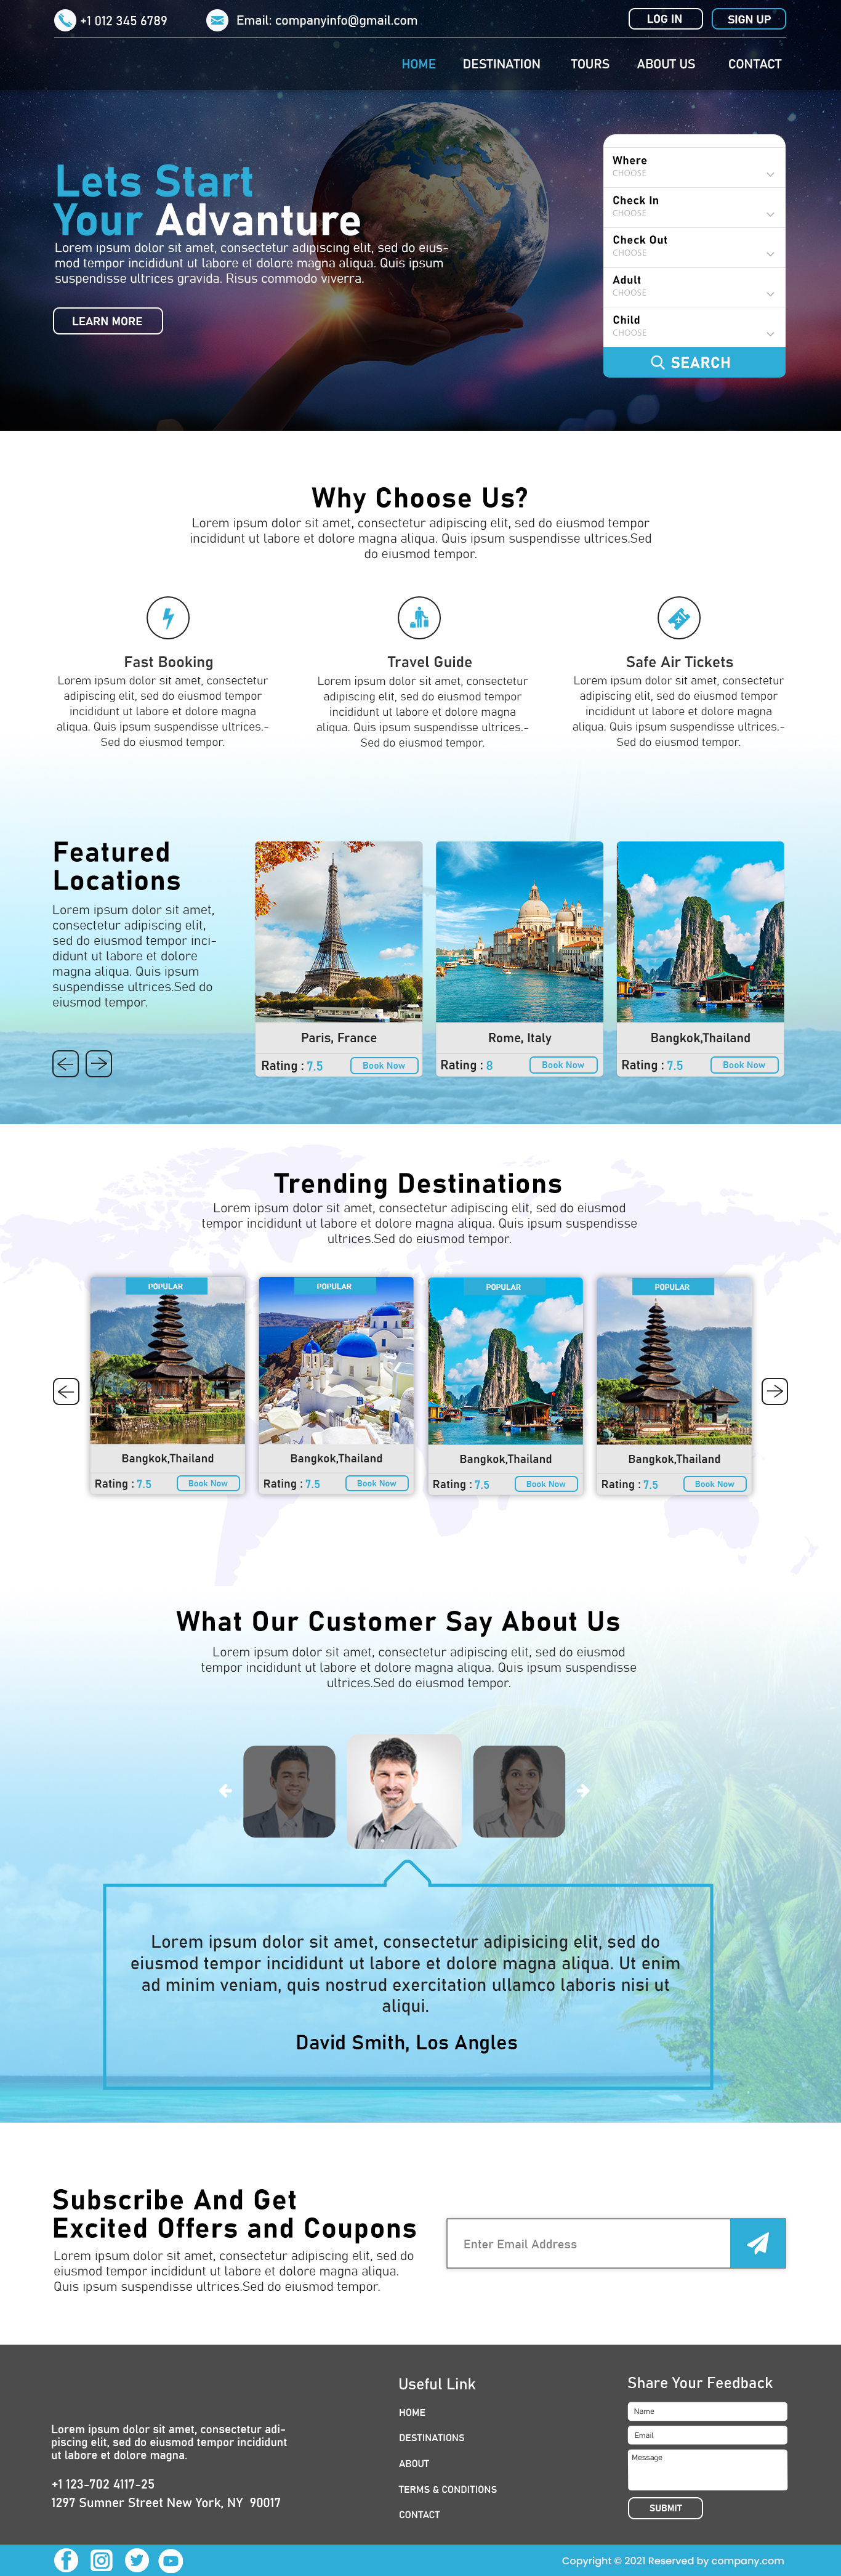 +1 012 345 6789
Email: companyinfo@gmail.com
LOG IN
SIGN UP
HOME
DESTINATION
TOURS
ABOUT US
CONTACT
Lets Start
Your Advanture
Lorem ipsum dolor sit amet, consectetur adipiscing elit, sed do eius-
mod tempor incididunt ut labore et dolore magna aliqua. Quis ipsum
suspendisse ultrices gravida. Risus commodo viverra.
LEARN MORE
Where
CHOOSE
Check In
CHOOSE
Check Out
CHOOSE
Adult
CHOOSE
Child
CHOOSE
SEARCH
Why Choose Us?
Lorem ipsum dolor sit amet, consectetur adipiscing elit, sed do eiusmod tempor
incididunt ut labore et dolore magna aliqua. Quis ipsum suspendisse ultrices.Sed
do eiusmod tempor.
Fast Booking
Lorem ipsum dolor sit amet, consectetur
adipiscing elit, sed do eiusmod tempor
incididunt ut labore et dolore magna
aliqua. Quis ipsum suspendisse ultrices.-
Sed do eiusmod tempor.
Travel Guide
Lorem ipsum dolor sit amet, consectetur
adipiscing elit, sed do eiusmod tempor
incididunt ut labore et dolore magna
aliqua. Quis ipsum suspendisse ultrices.-
Sed do eiusmod tempor.
Safe Air Tickets
Lorem ipsum dolor sit amet, consectetur
adipiscing elit, sed do eiusmod tempor
incididunt ut labore et dolore magna
aliqua. Quis ipsum suspendisse ultrices.-
Sed do eiusmod tempor.
Featured
Locations
Lorem ipsum dolor sit amet,
consectetur adipiscing elit,
sed do eiusmod tempor inci-
didunt ut labore et dolore
magna aliqua. Quis ipsum
suspendisse ultrices.Sed do
eiusmod tempor.
Paris, France
Rating : 7.5
Book Now
Rome, Italy
Rating : 8
Book Now
Bangkok,Thailand
Rating : 7.5
Book Now
Trending Destinations
Lorem ipsum dolor sit amet, consectetur adipiscing elit, sed do eiusmod
tempor incididunt ut labore et dolore magna aliqua. Quis ipsum suspendisse
ultrices.Sed do eiusmod tempor.
POPULAR
Bangkok,Thailand
Rating : 7.5
Book Now
POPULAR
Bangkok,Thailand
Rating : 7.5
Book Now
POPULAR
Bangkok,Thailand
Rating : 7.5
Book Now
POPULAR
Bangkok,Thailand
Rating : 7.5
Book Now
What Our Customer Say About Us
Lorem ipsum dolor sit amet, consectetur adipiscing elit, sed do eiusmod
tempor incididunt ut labore et dolore magna aliqua. Quis ipsum suspendisse
ultrices.Sed do eiusmod tempor.
Lorem ipsum dolor sit amet, consectetur adipisicing elit, sed do
eiusmod tempor incididunt ut labore et dolore magna aliqua. Ut enim
ad minim veniam, quis nostrud exercitation ullamco laboris nisi ut
aliqui.
David Smith, Los Angles
Subscribe And Get
Excited Offers and Coupons
Lorem ipsum dolor sit amet, consectetur adipiscing elit, sed do
eiusmod tempor incididunt ut labore et dolore magna aliqua.
Quis ipsum suspendisse ultrices.Sed do eiusmod tempor.
Enter Email Address
Lorem ipsum dolor sit amet, consectetur adi-
piscing elit, sed do eiusmod tempor incididunt
ut labore et dolore magna.
+1 123-702 4117-25
1297 Sumner Street New York, NY 90017
Useful Link
HOME
DESTINATIONS
ABOUT
TERMS & CONDITIONS
CONTACT
Share Your Feedback
Name
Email
Message
SUBMIT
Copyright © 2021 Reserved by company.com